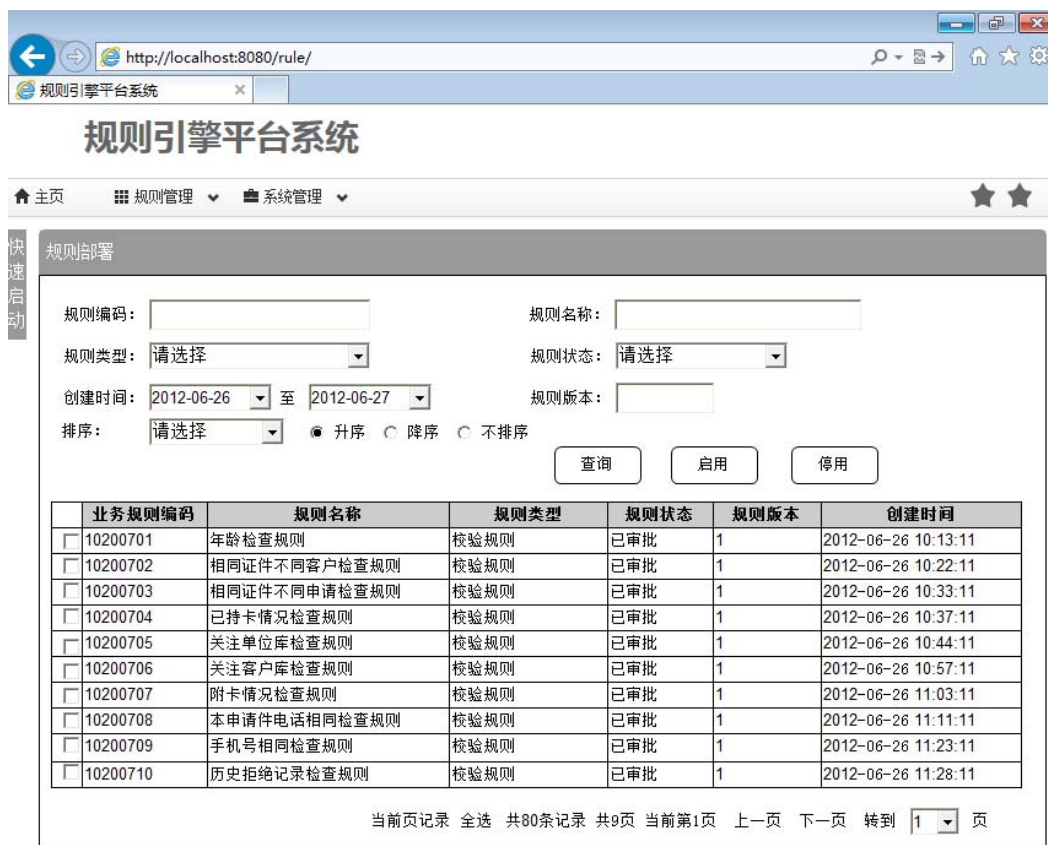 http://localhost:8080/rule/
规则引擎平台系统
规则引擎平台系统
主页 规则管理 系统管理
快速启动
规则部署
规则编码： 规则名称：
规则类型： 请选择 规则状态： 请选择
创建时间： 2012-06-26 至 2012-06-27 规则版本：
排序： 请选择 升序 降序 不排序
查询 启用 停用
业务规则编码 规则名称 规则类型 规则状态 规则版本 创建时间
10200701 年龄检查规则 校验规则 已审批 1 2012-06-26 10:13:11
10200702 相同证件不同客户检查规则 校验规则 已审批 1 2012-06-26 10:22:11
10200703 相同证件不同申请检查规则 校验规则 已审批 1 2012-06-26 10:33:11
10200704 已持卡情况检查规则 校验规则 已审批 1 2012-06-26 10:37:11
10200705 关注单位库检查规则 校验规则 已审批 1 2012-06-26 10:44:11
10200706 关注客户库检查规则 校验规则 已审批 1 2012-06-26 10:57:11
10200707 附卡情况检查规则 校验规则 已审批 1 2012-06-26 11:03:11
10200708 本申请件电话相同检查规则 校验规则 已审批 1 2012-06-26 11:11:11
10200709 手机号相同检查规则 校验规则 已审批 1 2012-06-26 11:23:11
10200710 历史拒绝记录检查规则 校验规则 已审批 1 2012-06-26 11:28:11
当前页记录 全选 共80条记录 共9页 当前第1页 上一页 下一页 转到 1 页